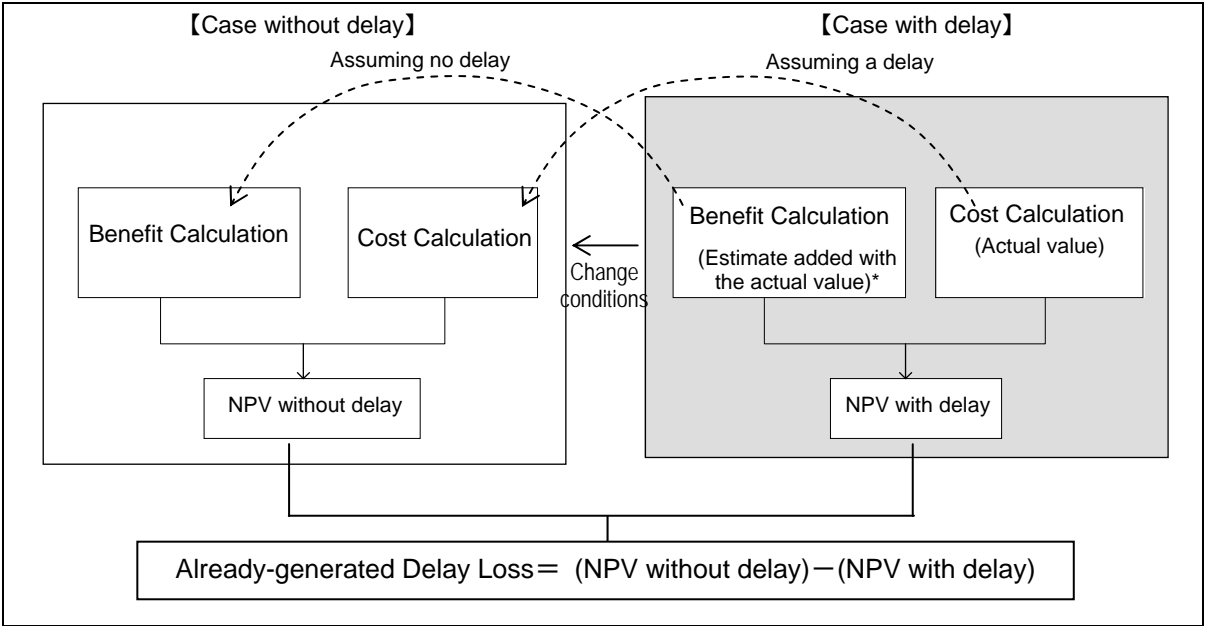 【Case without delay】
【Case with delay】
Assuming no delay
Assuming a delay
Benefit Calculation
Cost Calculation
Change
conditions
Benefit Calculation
(Estimate added with
the actual value)*
Cost Calculation
(Actual value)
NPV without delay
NPV with delay
Already-generated Delay Loss＝ (NPV without delay)－(NPV with delay)